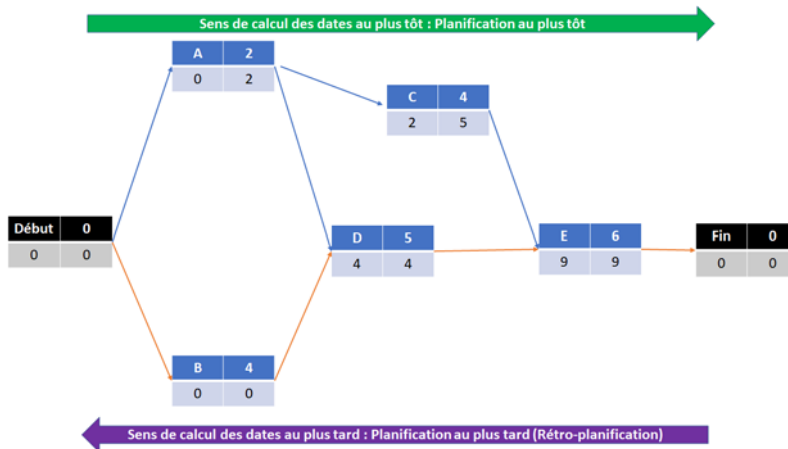 Sens de calcul des dates au plus tôt : Planification au plus tôt
A 2
0 2
C 4
2 5
Début 0
0 0
D 5
4 4
E 6
9 9
Fin 0
0 0
B 4
0 0
Sens de calcul des dates au plus tard : Planification au plus tard (Rétro-planification)